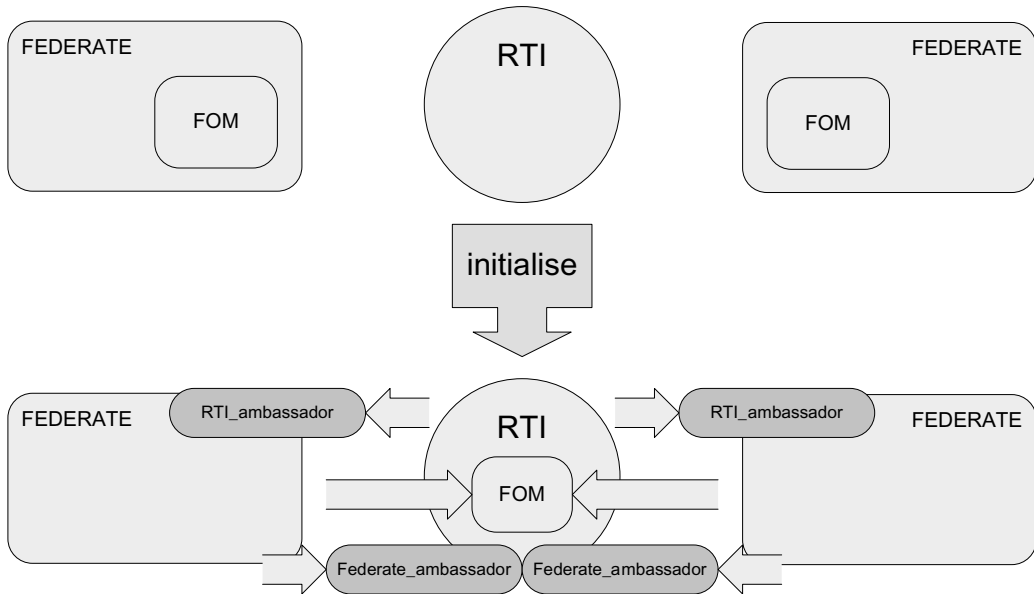 FEDERATE
FOM
RTI
FEDERATE
FOM
initialise
FEDERATE
RTI_ambassador
RTI
FOM
RTI_ambassador
FEDERATE
Federate_ambassador
Federate_ambassador